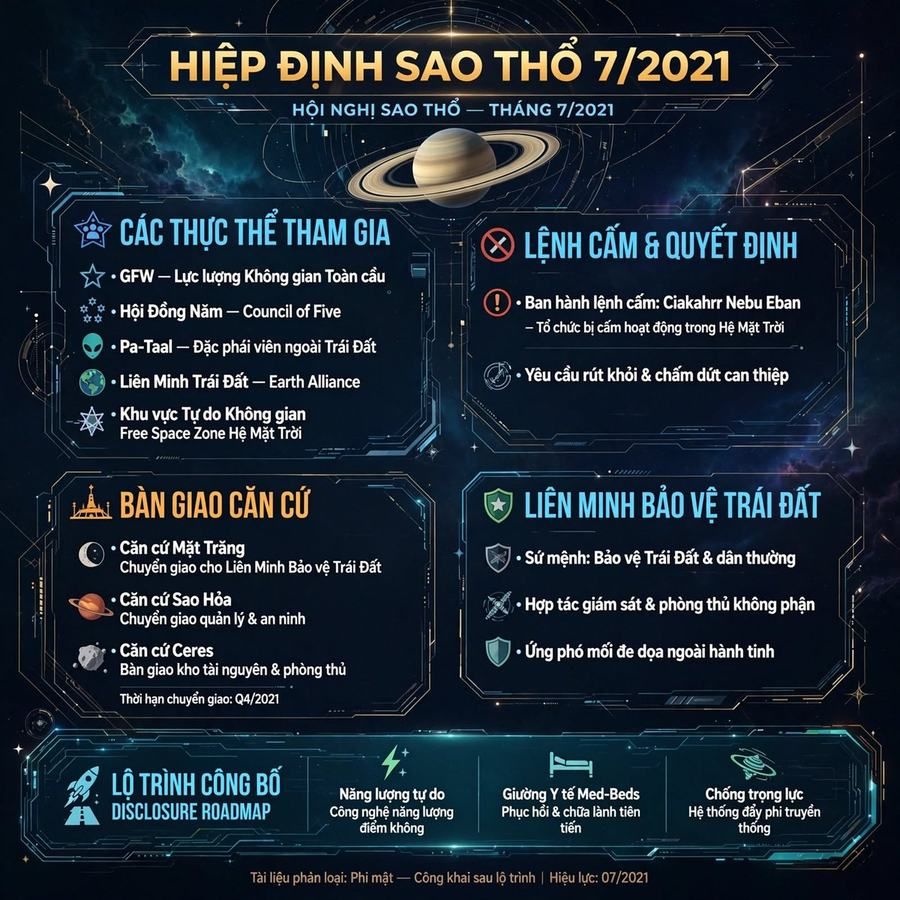 HIỆP ĐỊNH SAO THỔ 7/2021
HỘI NGHỊ SAO THỔ — THÁNG 7/2021
CÁC THỰC THỂ THAM GIA
• GFW — Lực lượng Không gian Toàn cầu
• Hội Đồng Năm — Council of Five
• Pa-Taal — Đặc phái viên ngoài Trái Đất
• Liên Minh Trái Đất — Earth Alliance
• Khu vực Tự do Không gian
Free Space Zone Hệ Mặt Trời
LỆNH CẤM & QUYẾT ĐỊNH
• Ban hành lệnh cấm: Ciakahrr Nebu Eban
– Tổ chức bị cấm hoạt động trong Hệ Mặt Trời
• Yêu cầu rút khỏi & chấm dứt can thiệp
BÀN GIAO CĂN CỨ
• Căn cứ Mặt Trăng
Chuyển giao cho Liên Minh Bảo vệ Trái Đất
• Căn cứ Sao Hỏa
Chuyển giao quản lý & an ninh
• Căn cứ Ceres
Bàn giao kho tài nguyên & phòng thủ
Thời hạn chuyển giao: Q4/2021
LIÊN MINH BẢO VỆ TRÁI ĐẤT
• Sứ mệnh: Bảo vệ Trái Đất & dân thường
• Hợp tác giám sát & phòng thủ không phận
• Ứng phó mối đe dọa ngoài hành tinh
LỘ TRÌNH CÔNG BỐ
DISCLOSURE ROADMAP
Năng lượng tự do
Công nghệ năng lượng
điểm không
Giường Y tế Med-Beds
Phục hồi & chữa lành tiên
tiến
Chống trọng lực
Hệ thống đẩy phi truyền
thống
Tài liệu phân loại: Phi mật — Công khai sau lộ trình | Hiệu lực: 07/2021